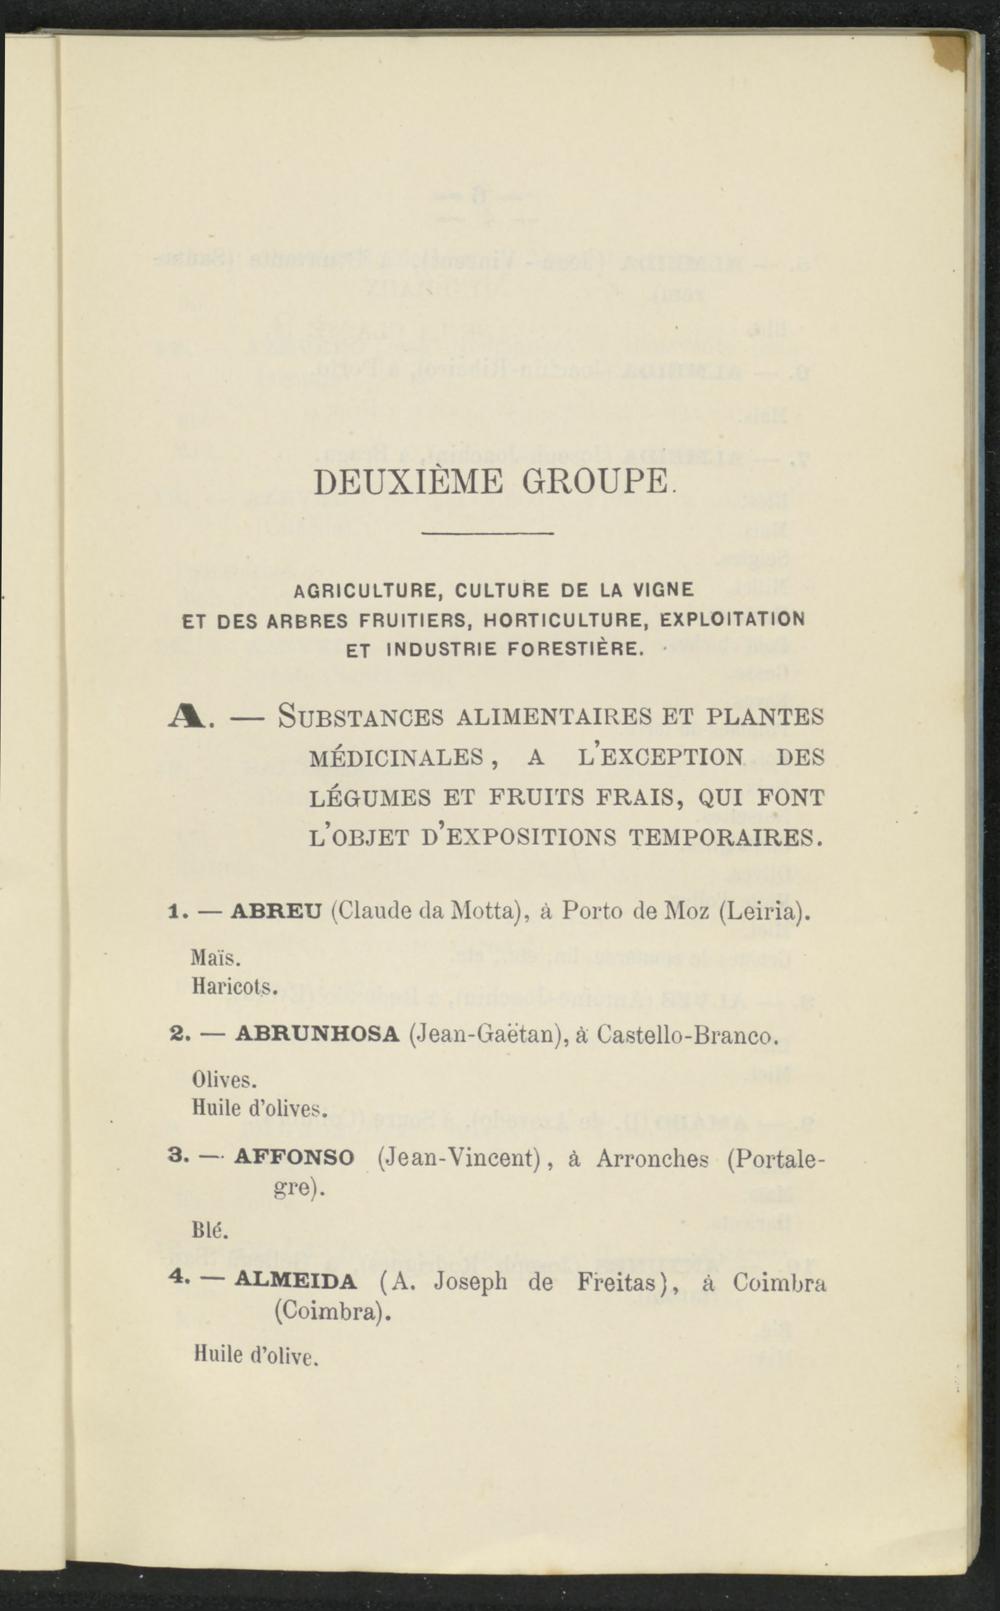 DEUXIÈME GROUPE.
AGRICULTURE, CULTURE DE LA VIGNE
ET DES ARBRES FRUITIERS, HORTICULTURE, EXPLOITATION
ET INDUSTRIE FORESTIÈRE.
A. — SUBSTANCES ALIMENTAIRES ET PLANTES
MÉDICINALES, A L'EXCEPTION DES
LÉGUMES ET FRUITS FRAIS, QUI FONT
L'OBJET D'EXPOSITIONS TEMPORAIRES.
1. — ABREU (Claude da Motta), à Porto de Moz (Leiria).
Maïs.
Haricots.
2. — ABRUNHOSA (Jean-Gaëtan), à Castello-Branco.
Olives.
Huile d'olives.
3. — AFFONSO (Jean-Vincent), à Arronches (Portale-
gre).
Blé.
4. — ALMEIDA (A. Joseph de Freitas), à Coimbra
(Coimbra).
Huile d'olive.